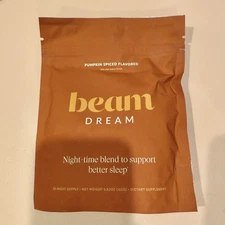 PUMPKIN SPICED FLAVORED
beam
DREAM
Night-time blend to support
better sleep